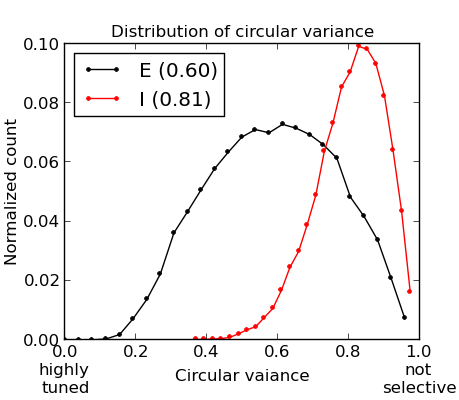 Distribution of circular variance
E (0.60)
I (0.81)
Normalized count
0.10
0.08
0.06
0.04
0.02
0.00
0.0 0.2 0.4 0.6 0.8 1.0
highly tuned
not selective
Circular vaiance